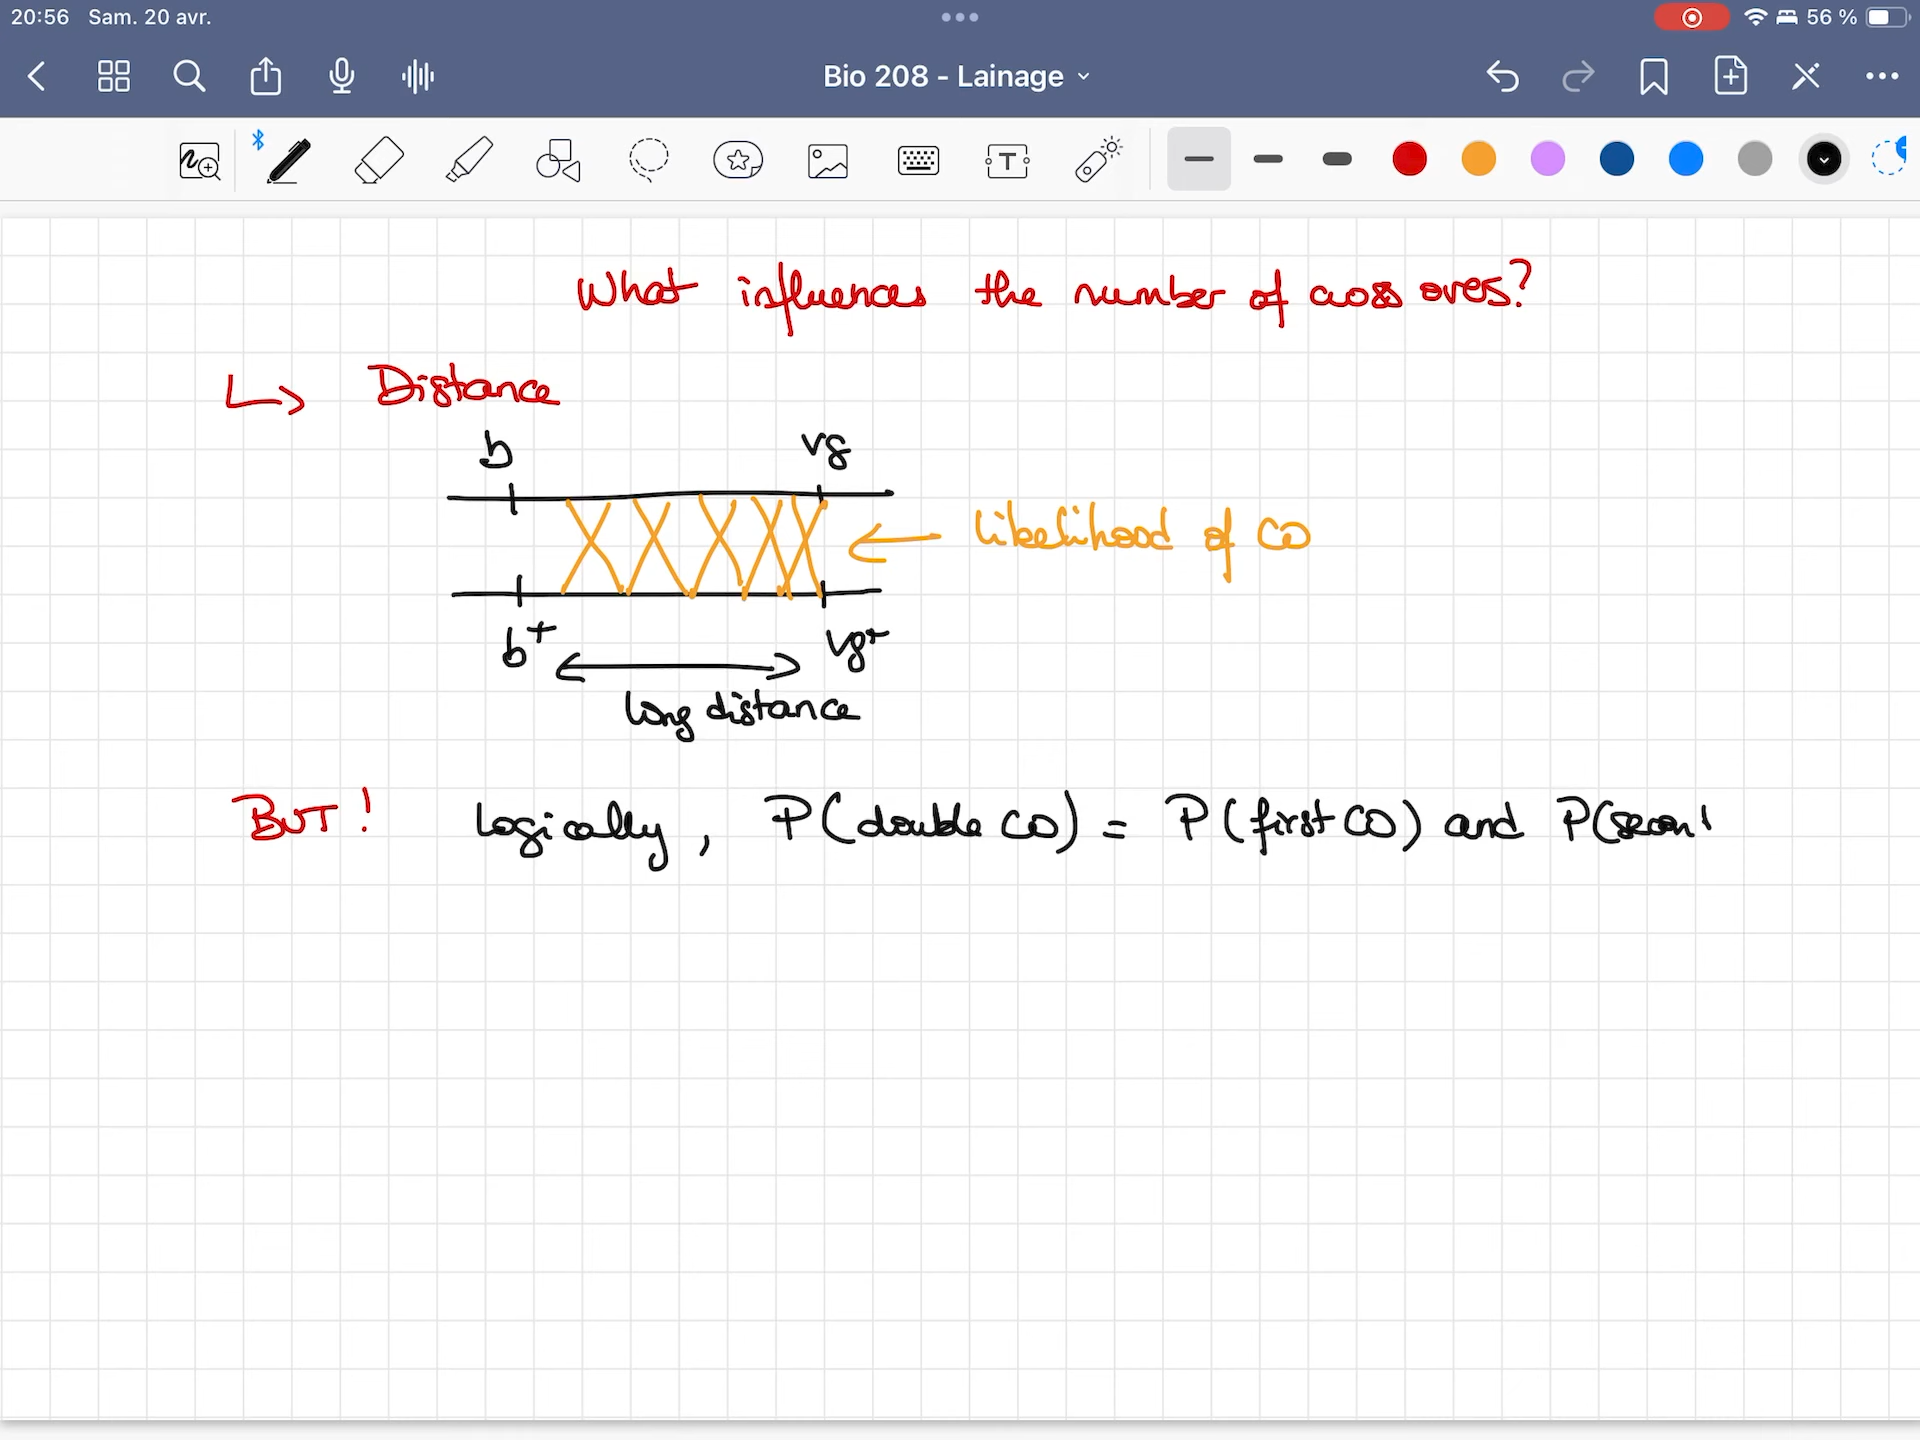 20:56 Sam. 20 avr. 56 %
Bio 208 - Lainage
T
What influences the number of cross overs?
Distance
b vg
likelihood of CO
b+ vg+
long distance
BUT! logically, P(double CO) = P(first CO) and P(secon